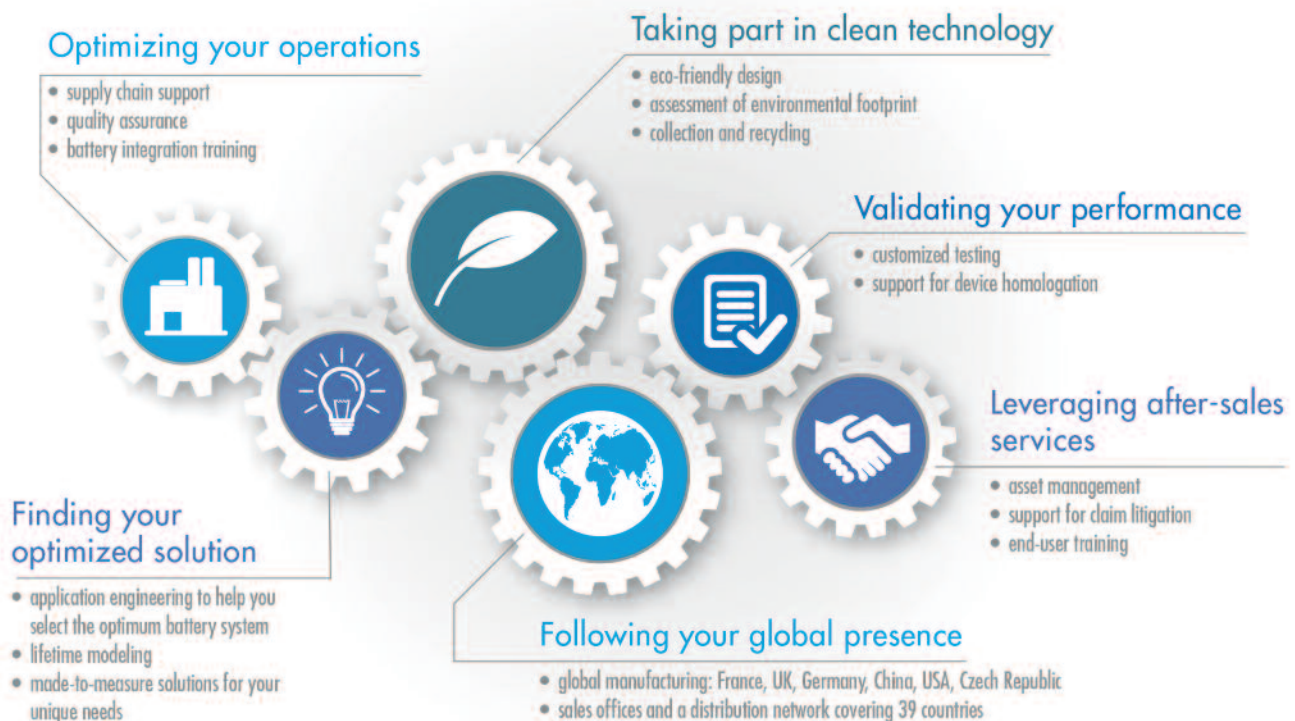 Optimizing your operations
• supply chain support
• quality assurance
• battery integration training
Taking part in clean technology
• eco-friendly design
• assessment of environmental footprint
• collection and recycling
Validating your performance
• customized testing
• support for device homologation
Leveraging after-sales
services
• asset management
• support for claim litigation
• end-user training
Finding your
optimized solution
• application engineering to help you
select the optimum battery system
• lifetime modeling
• made-to-measure solutions for your
unique needs
Following your global presence
• global manufacturing: France, UK, Germany, China, USA, Czech Republic
• sales offices and a distribution network covering 39 countries